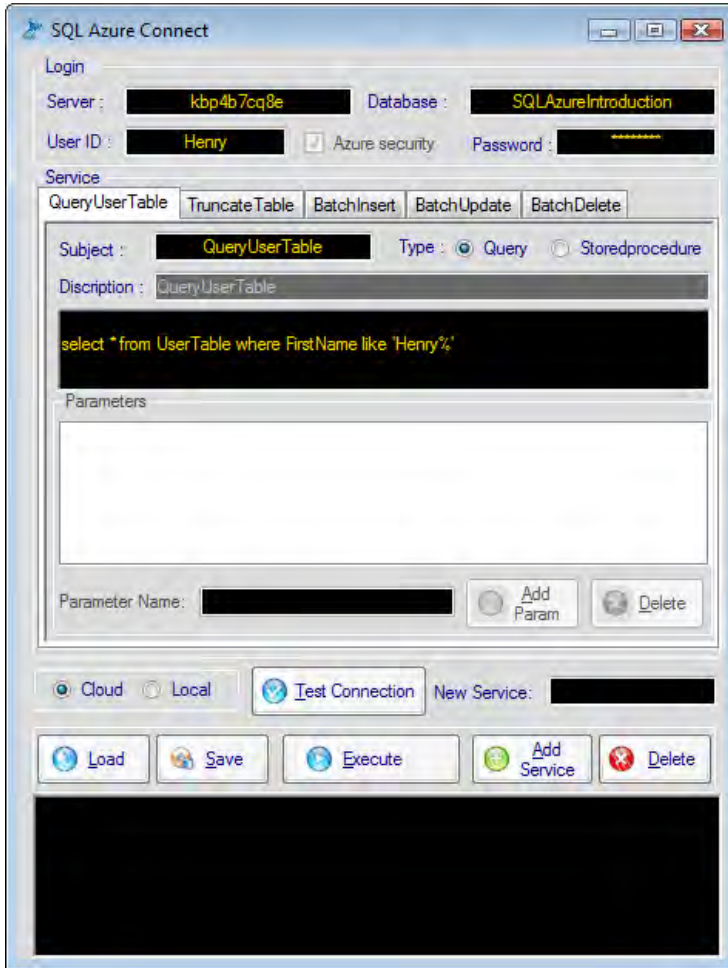 SQL Azure Connect
Login
Server : kbp4b7cq8e Database : SQLAzureIntroduction
User ID : Henry Azure security Password : ********
Service
QueryUserTable TruncateTable BatchInsert BatchUpdate BatchDelete
Subject : QueryUserTable Type : Query Storedprocedure
Discription : QueryUserTable
select * from UserTable where FirstName like 'Henry%'
Parameters
Parameter Name: Add Param Delete
Cloud Local Test Connection New Service:
Load Save Execute Add Service Delete